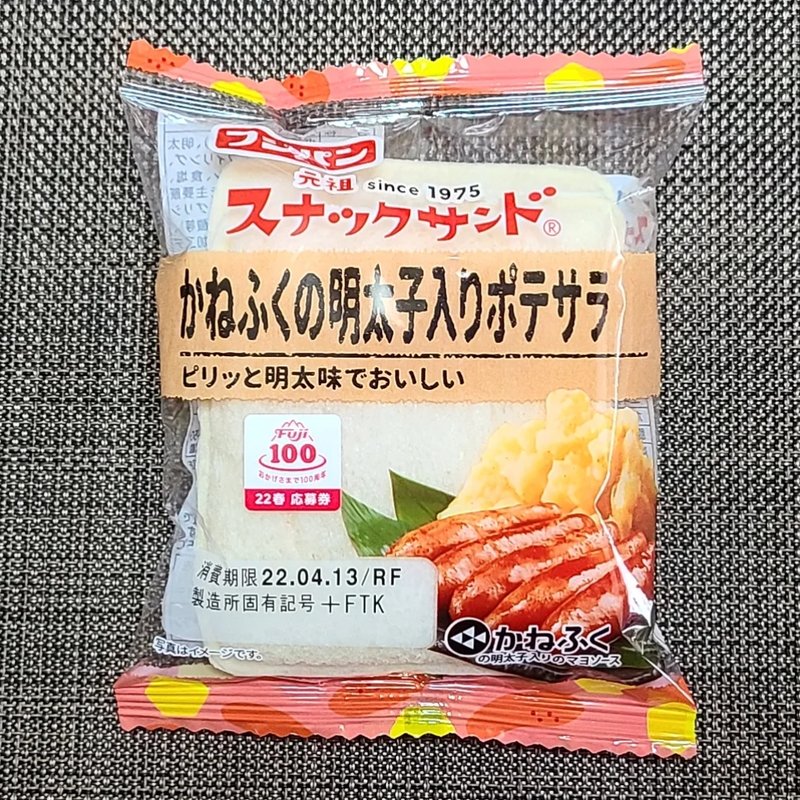 フジパン
元祖 since 1975
スナックサンド®
かねふくの明太子入りポテサラ
ピリッと明太味でおいしい
Fuji
100
おかげさまで100周年
22春 応募券
消費期限 22.04.13/RF
製造所固有記号 +FTK
写真はイメージです。
かねふく
の明太子入りのマヨソース